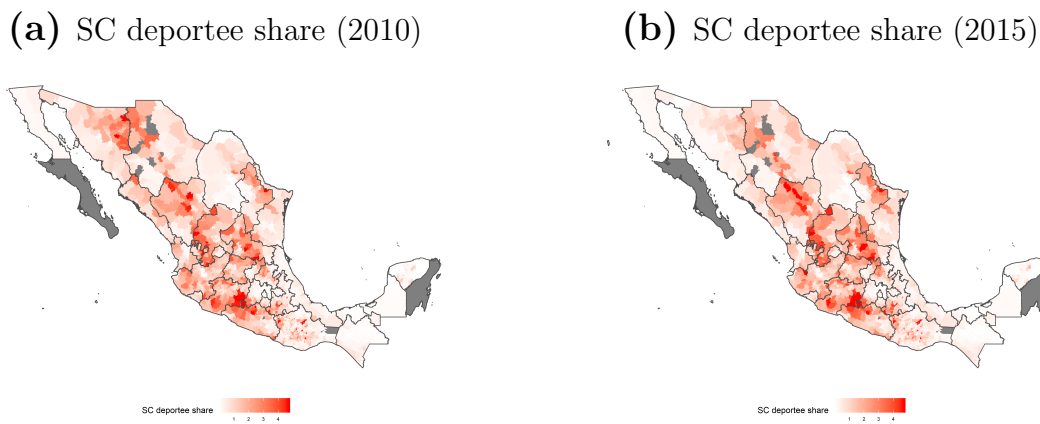 (a) SC deportee share (2010)
(b) SC deportee share (2015)
SC deportee share
1 2 3 4
SC deportee share
1 2 3 4